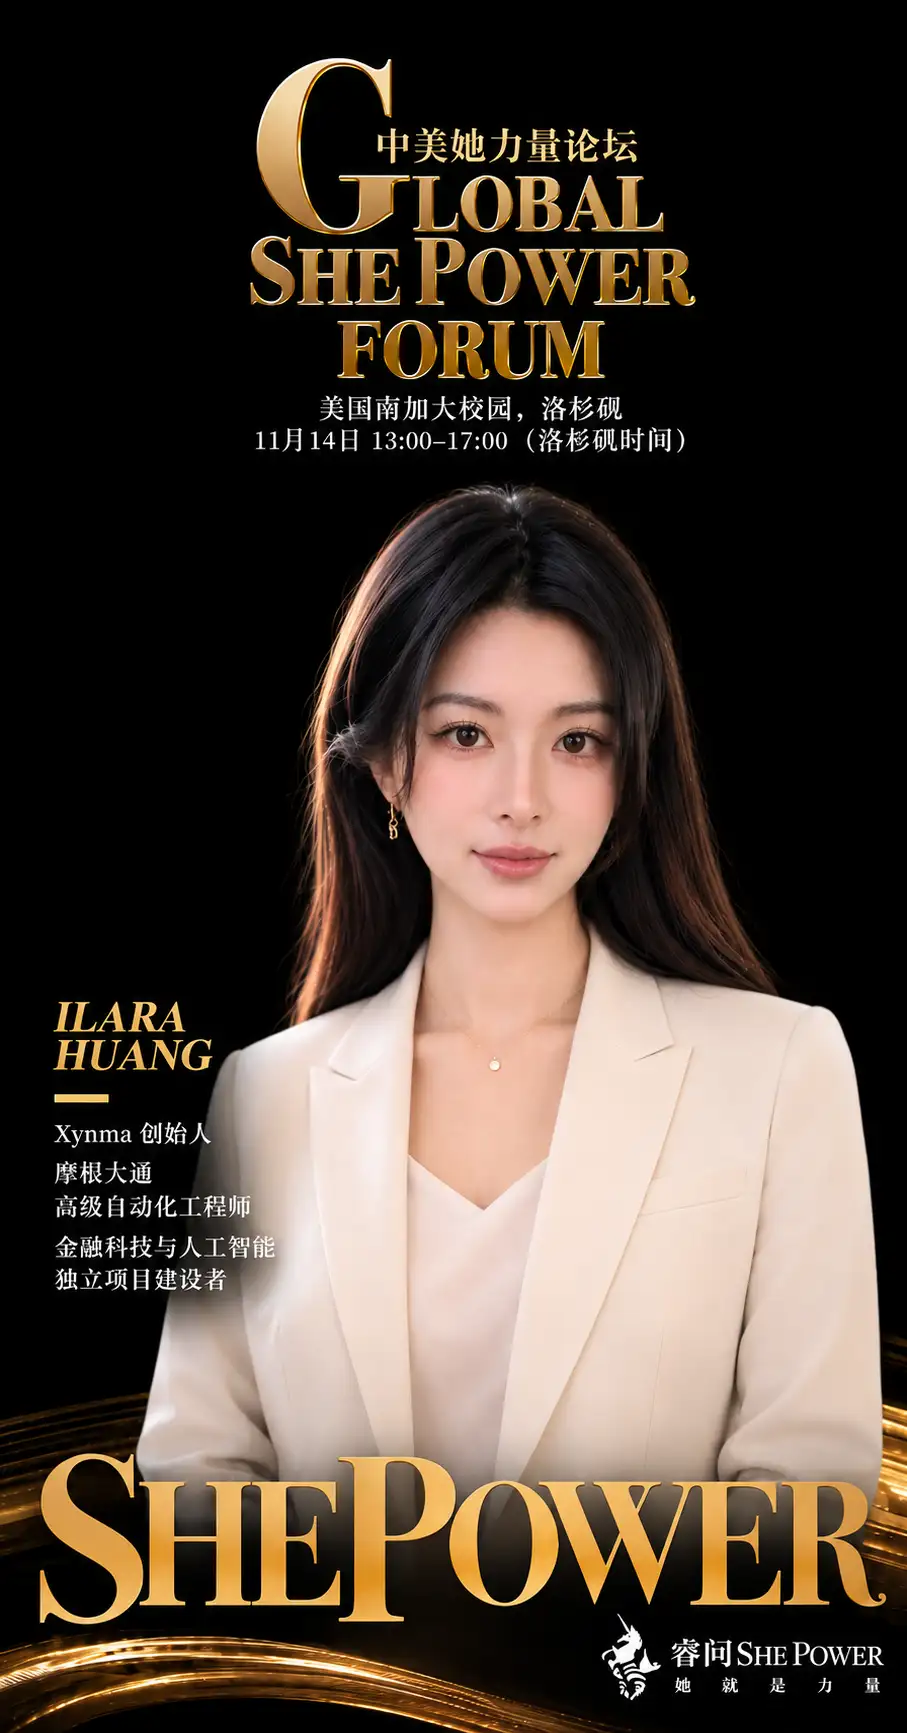 中美她力量论坛
GLOBAL
SHE POWER
FORUM
美国南加大校园，洛杉矶
11月14日 13:00–17:00（洛杉矶时间）
ILARA
HUANG
Xynma 创始人
摩根大通
高级自动化工程师
金融科技与人工智能
独立项目建设者
SHEPOWER
睿问 SHE POWER
她就是力量